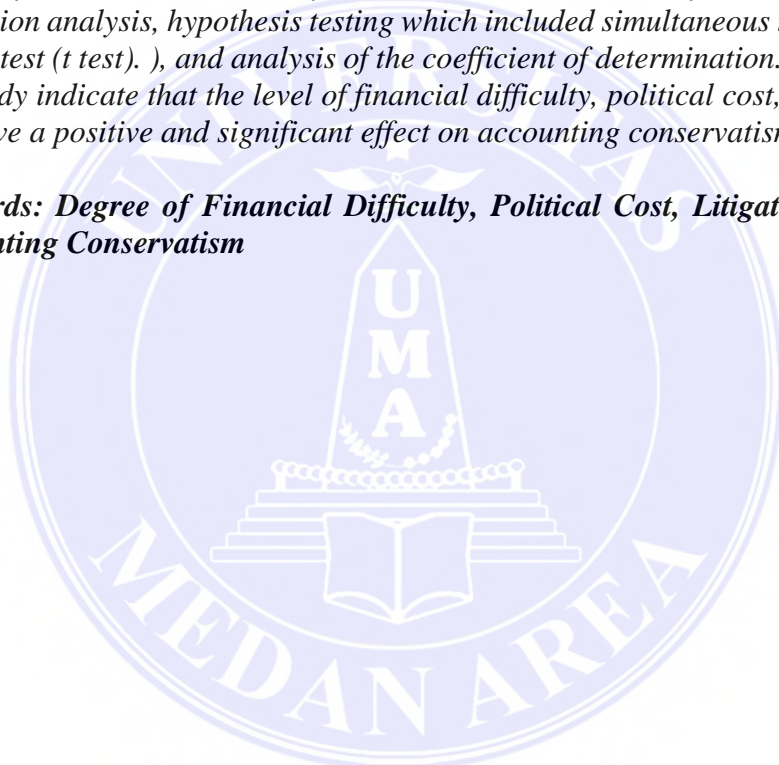 ion analysis, hypothesis testing which included simultaneous
test (t test). ), and analysis of the coefficient of determination.
dy indicate that the level of financial difficulty, political cost,
ve a positive and significant effect on accounting conservatism
rds: Degree of Financial Difficulty, Political Cost, Litigat
nting Conservatism
UNIVERSITAS
U
M
A
MEDAN AREA